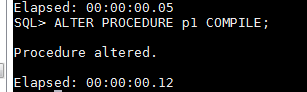 Elapsed: 00:00:00.05
SQL> ALTER PROCEDURE p1 COMPILE;
Procedure altered.
Elapsed: 00:00:00.12